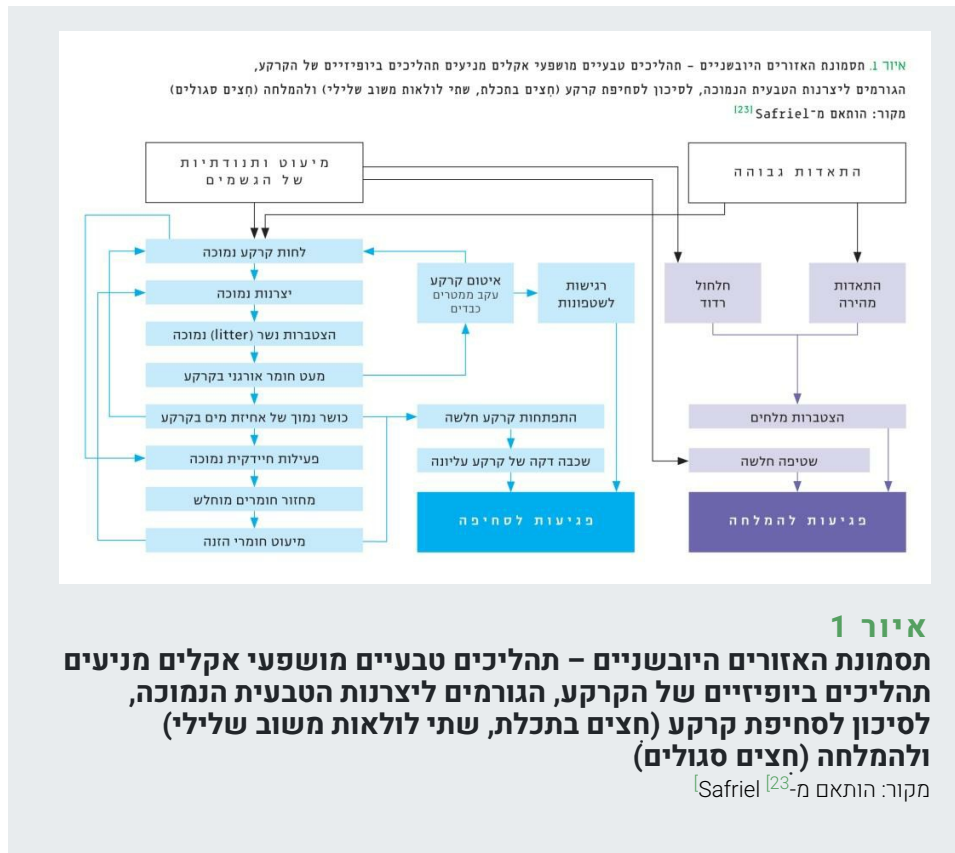 איור 1. תסמונת האזורים היובשניים – תהליכים טבעיים מושפעי אקלים מניעים תהליכים ביופיזיים של הקרקע,
הגורמים ליצרנות הטבעית הנמוכה, לסיכון לסחיפת קרקע (חִצים בתכלת, שתי לולאות משוב שלילי) ולהמלחה (חִצים סגולים)
מקור: הותאם מ־Safriel [23]
התאדות גבוהה
מיעוט ותנודתיות
של הגשמים
לחות קרקע נמוכה
יצרנות נמוכה
הצטברות נשר (litter) נמוכה
מעט חומר אורגני בקרקע
כושר נמוך של אחיזת מים בקרקע
פעילות חיידקית נמוכה
מחזור חומרים מוחלש
מיעוט חומרי הזנה
איטום קרקע
עקב ממטרים
כבדים
רגישות
לשטפונות
התפתחות קרקע חלשה
שכבה דקה של קרקע עליונה
פגיעות לסחיפה
התאדות
מהירה
חלחול
רדוד
הצטברות מלחים
שטיפה חלשה
פגיעות להמלחה
איור 1
תסמונת האזורים היובשניים – תהליכים טבעיים מושפעי אקלים מניעים
תהליכים ביופיזיים של הקרקע, הגורמים ליצרנות הטבעית הנמוכה,
לסיכון לסחיפת קרקע (חִצים בתכלת, שתי לולאות משוב שלילי)
ולהמלחה (חִצים סגולים)
מקור: הותאם מ-Safriel [23]